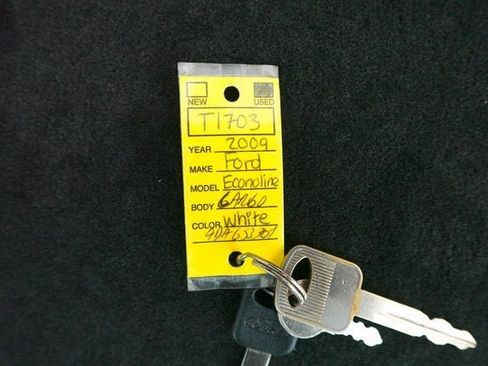 NEW USED
T1703
YEAR 2009
MAKE Ford
MODEL Econoline
BODY
COLOR White